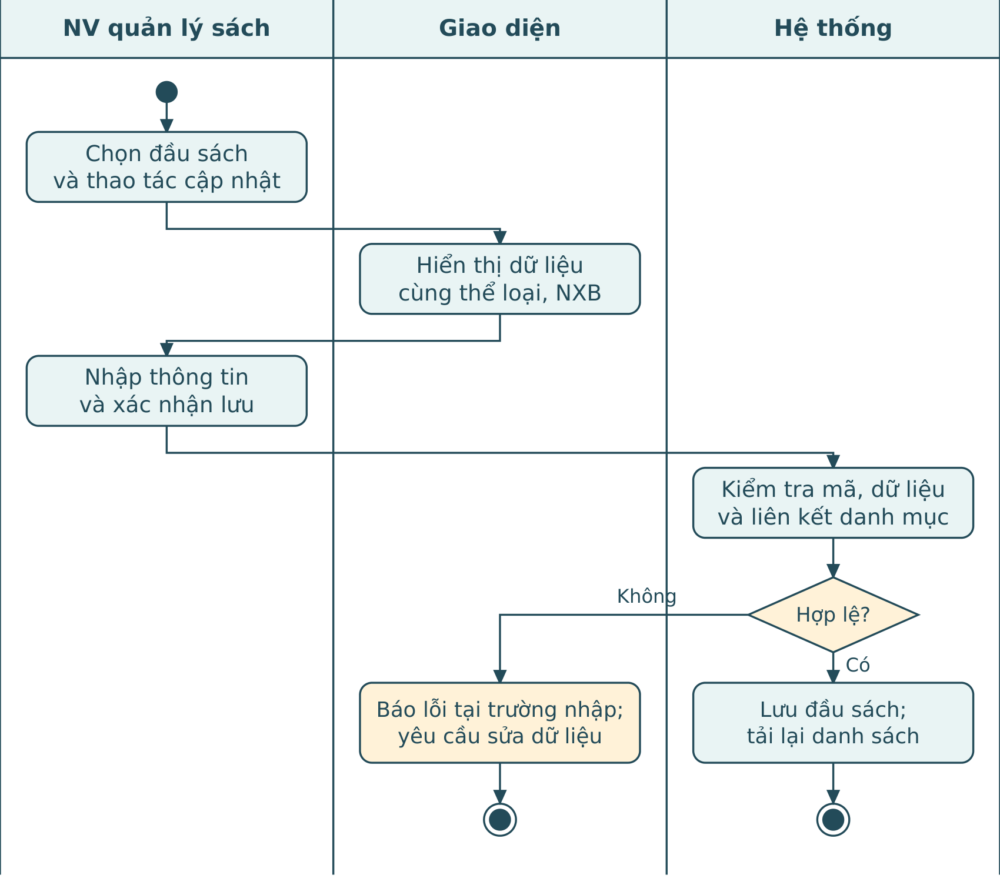 NV quản lý sách
Giao diện
Hệ thống
Chọn đầu sách
và thao tác cập nhật
Hiển thị dữ liệu
cùng thể loại, NXB
Nhập thông tin
và xác nhận lưu
Kiểm tra mã, dữ liệu
và liên kết danh mục
Không
Hợp lệ?
Có
Báo lỗi tại trường nhập;
yêu cầu sửa dữ liệu
Lưu đầu sách;
tải lại danh sách